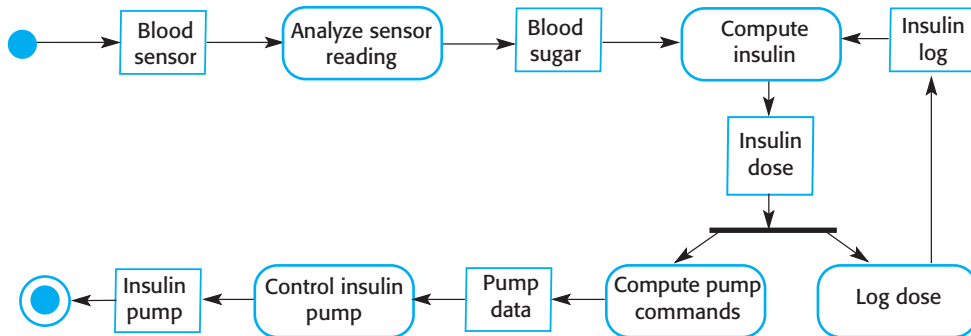 Blood
sensor
Analyze sensor
reading
Blood
sugar
Compute
insulin
Insulin
log
Insulin
dose
Insulin
pump
Control insulin
pump
Pump
data
Compute pump
commands
Log dose